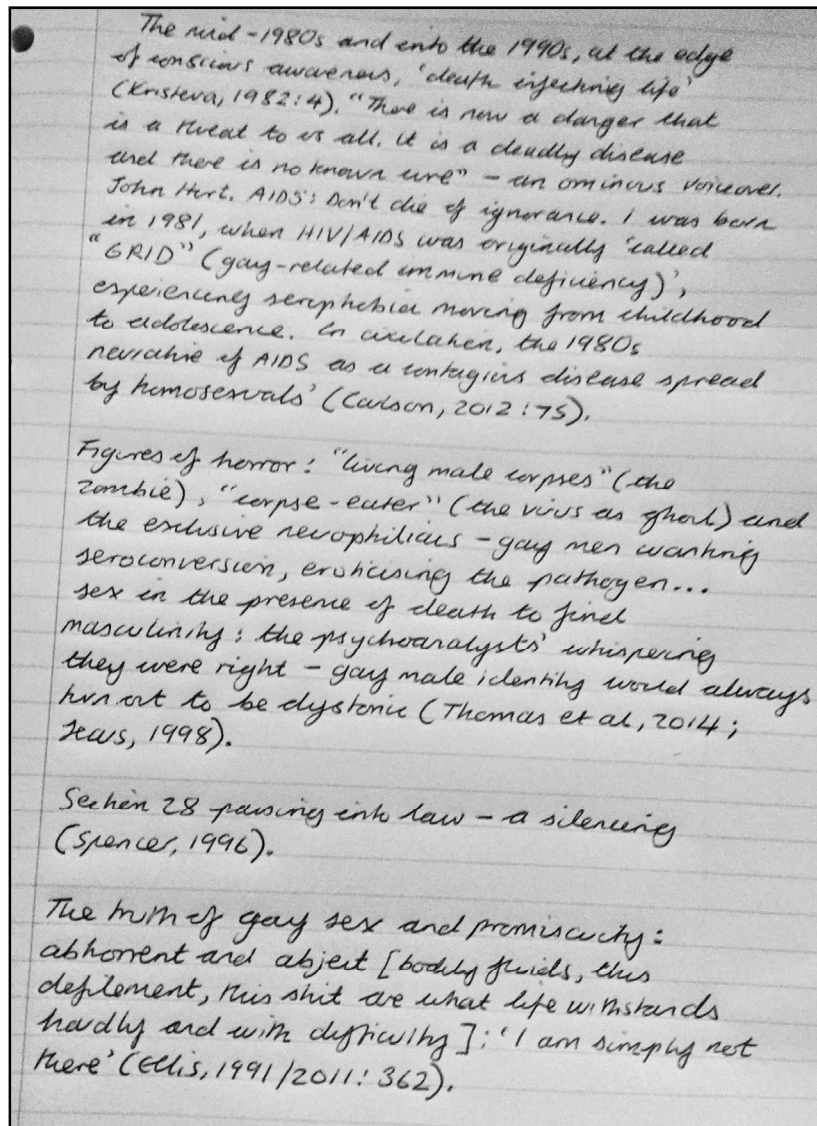 The mid-1980s and into the 1990s, at the edge
of conscious awareness, 'death infecting life'
(Kristeva, 1982:4). "There is now a danger that
is a threat to us all. It is a deadly disease
and there is no known cure" – an ominous voiceover.
John Hurt. AIDS: Don't die of ignorance. I was born
in 1981, when HIV/AIDS was originally 'called
"GRID" (gay-related immune deficiency)',
experiencing serophobia moving from childhood
to adolescence. In circulation, the 1980s
narrative of AIDS as a contagious disease spread
by homosexuals' (Carlson, 2012:75).
Figures of horror: "living male corpses" (the
zombie), "corpse-eater" (the virus as ghoul) and
the exclusive necrophiliacs – gay men wanting
seroconversion, eroticising the pathogen...
sex in the presence of death to find
masculinity: the psychoanalysts' whispering
they were right – gay male identity would always
turn out to be dystonic (Thomas et al, 2014;
1998).
Section 28 passing into law – a silencing
(Spencer, 1996).
The truth of gay sex and promiscuity:
abhorrent and abject [bodily fluids, this
defilement, this shit are what life withstands
hardly and with difficulty]: 'I am simply not
there' (Ellis, 1991/2011: 362).